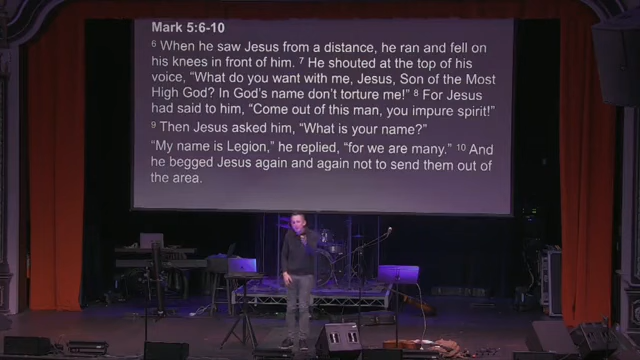 Mark 5:6-10
6 When he saw Jesus from a distance, he ran and fell on
his knees in front of him. 7 He shouted at the top of his
voice, “What do you want with me, Jesus, Son of the Most
High God? In God’s name don’t torture me!” 8 For Jesus
had said to him, “Come out of this man, you impure spirit!”
9 Then Jesus asked him, “What is your name?”
“My name is Legion,” he replied, “for we are many.” 10 And
he begged Jesus again and again not to send them out of
the area.